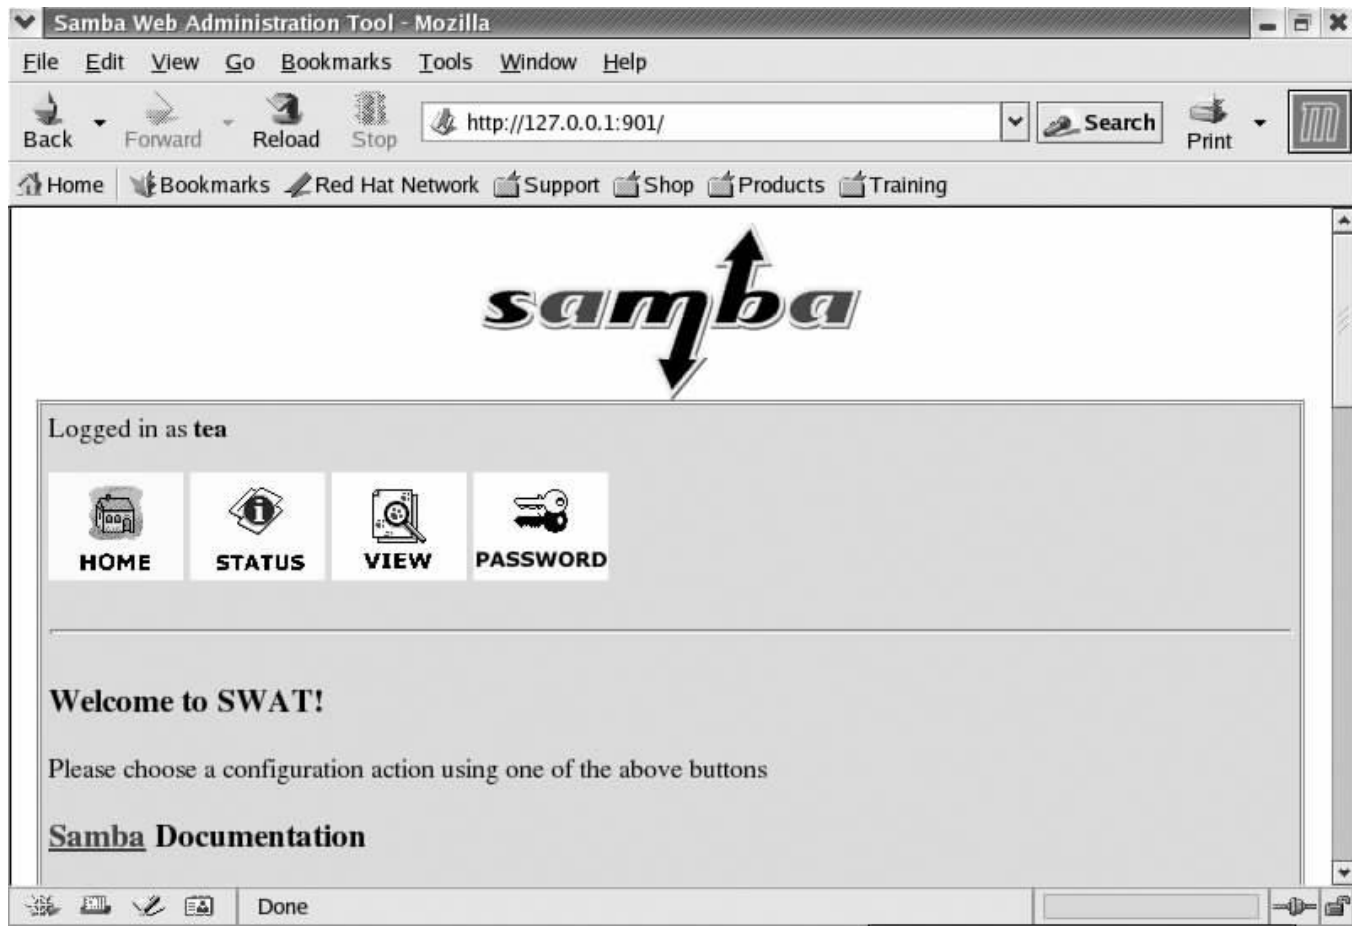 Samba Web Administration Tool - Mozilla
File Edit View Go Bookmarks Tools Window Help
Back Forward Reload Stop http://127.0.0.1:901/ Search Print
Home Bookmarks Red Hat Network Support Shop Products Training
samba
Logged in as tea
HOME STATUS VIEW PASSWORD
Welcome to SWAT!
Please choose a configuration action using one of the above buttons
Samba Documentation
Done